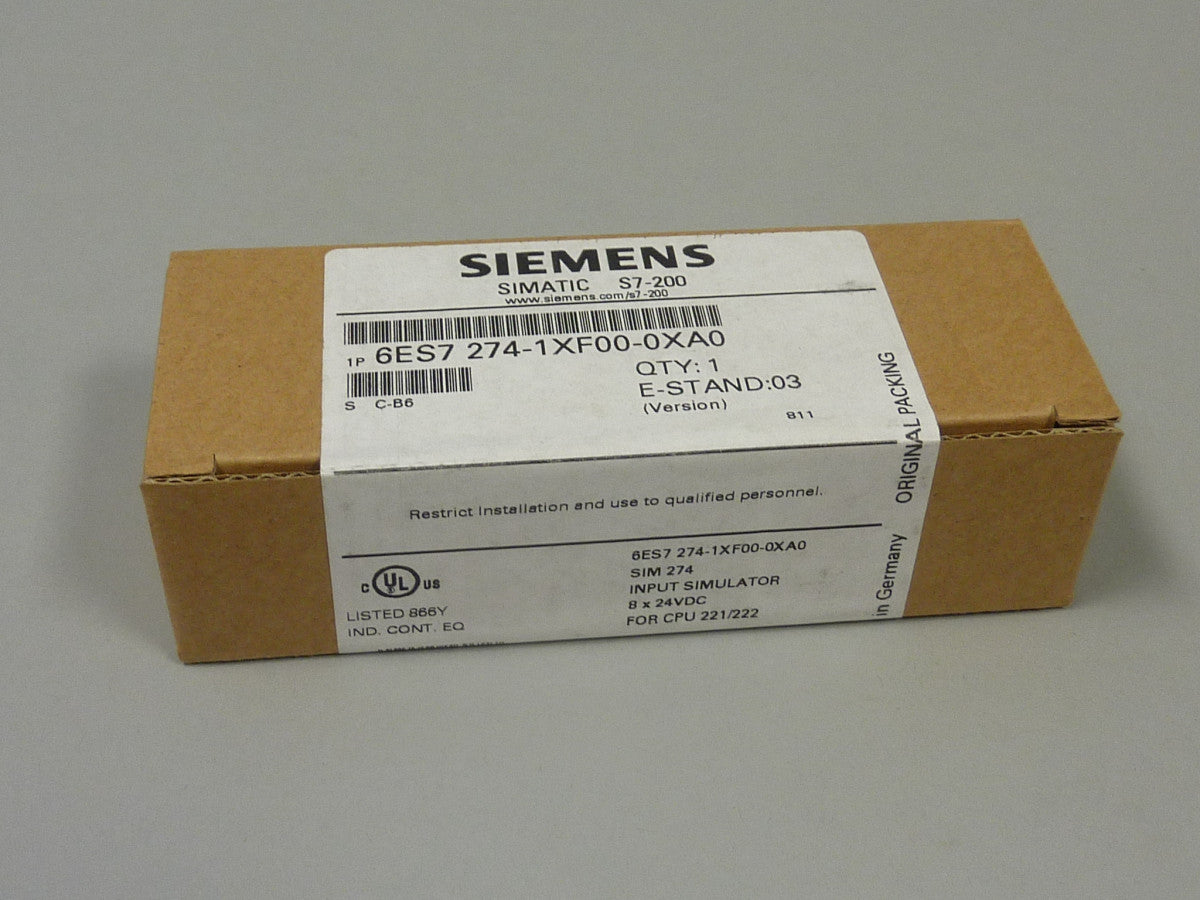 SIEMENS
SIMATIC S7-200
www.siemens.com/s7-200
1P 6ES7 274-1XF00-0XA0
QTY: 1
S C-B6
E-STAND:03
(Version)
811
ORIGINAL PACKING
Restrict Installation and use to qualified personnel.
C UL US
LISTED 866Y
IND. CONT. EQ
6ES7 274-1XF00-0XA0
SIM 274
INPUT SIMULATOR
8 x 24VDC
FOR CPU 221/222
in Germany